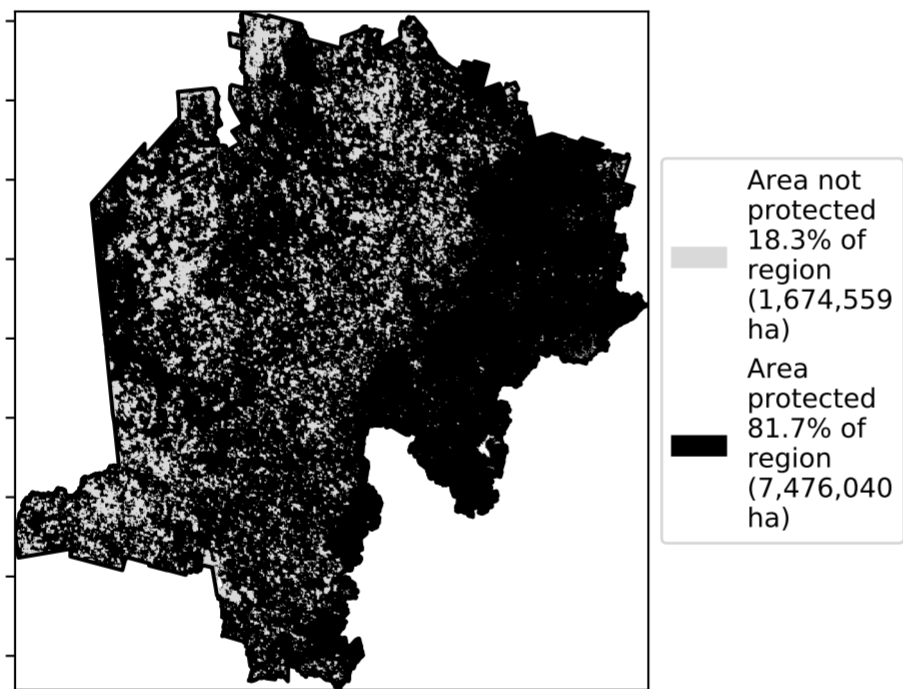 Area not
protected
18.3% of
region
(1,674,559
ha)
Area
protected
81.7% of
region
(7,476,040
ha)